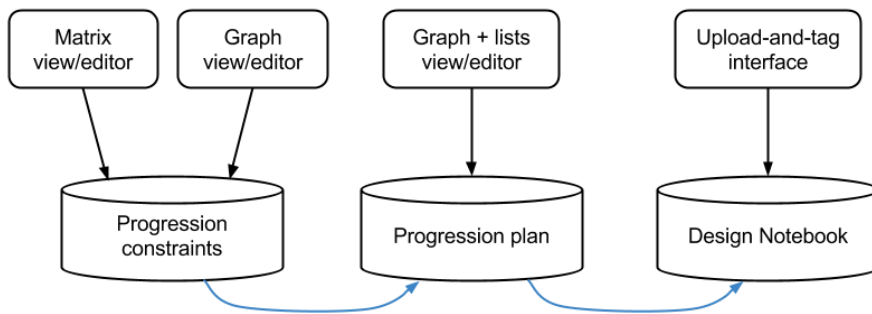 Matrix
view/editor
Graph
view/editor
Graph + lists
view/editor
Upload-and-tag
interface
Progression
constraints
Progression plan
Design Notebook